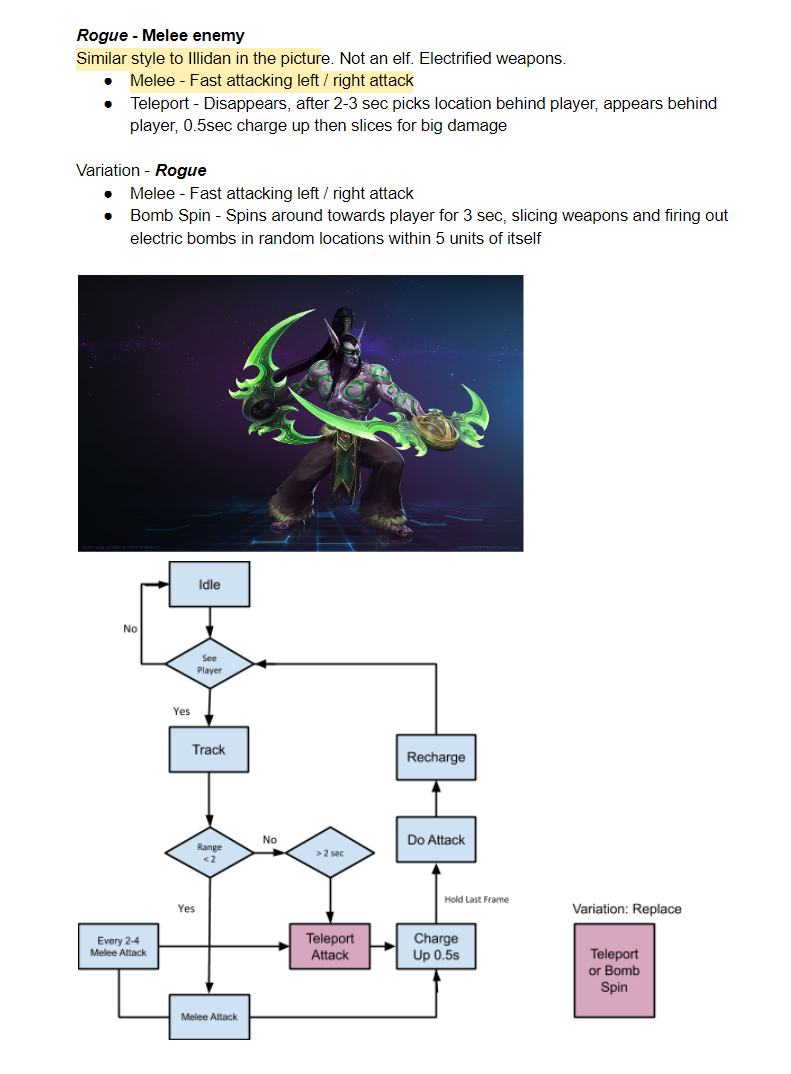 Rogue - Melee enemy
Similar style to Illidan in the picture. Not an elf. Electrified weapons.
● Melee - Fast attacking left / right attack
● Teleport - Disappears, after 2-3 sec picks location behind player, appears behind
player, 0.5sec charge up then slices for big damage
Variation - Rogue
● Melee - Fast attacking left / right attack
● Bomb Spin - Spins around towards player for 3 sec, slicing weapons and firing out
electric bombs in random locations within 5 units of itself
Idle
No
See
Player
Yes
Track
Recharge
Range
< 2
No
> 2 sec
Do Attack
Yes
Hold Last Frame
Every 2-4
Melee Attack
Teleport
Attack
Charge
Up 0.5s
Melee Attack
Variation: Replace
Teleport
or Bomb
Spin